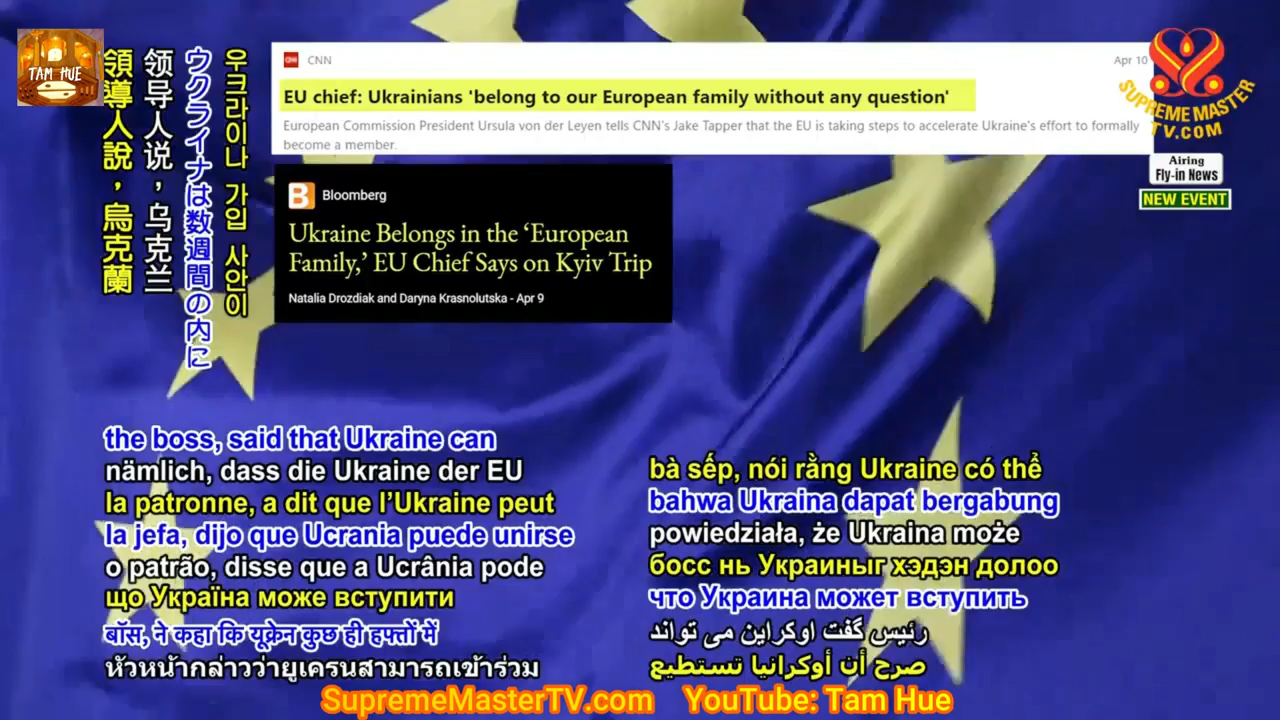 TAM HUE
領導人說，烏克蘭
领导人说，乌克兰
ウクライナは数週間の内に
우크라이나 가입 사안이
CNN
Apr 10
EU chief: Ukrainians 'belong to our European family without any question'
European Commission President Ursula von der Leyen tells CNN's Jake Tapper that the EU is taking steps to accelerate Ukraine's effort to formally
become a member.
SUPREME MASTER
TV.COM
Airing
Fly-in News
NEW EVENT
B Bloomberg
Ukraine Belongs in the ‘European
Family,’ EU Chief Says on Kyiv Trip
Natalia Drozdiak and Daryna Krasnolutska - Apr 9
the boss, said that Ukraine can
nämlich, dass die Ukraine der EU
la patronne, a dit que l’Ukraine peut
la jefa, dijo que Ucrania puede unirse
o patrão, disse que a Ucrânia pode
що Україна може вступити
बॉस, ने कहा कि यूक्रेन कुछ ही हफ्तों में
หัวหน้ากล่าวว่ายูเครนสามารถเข้าร่วม
bà sếp, nói rằng Ukraine có thể
bahwa Ukraina dapat bergabung
powiedziała, że Ukraina może
босс нь Украиныг хэдэн долоо
что Украина может вступить
رئیس گفت اوکراین می تواند
صرح أن أوكرانيا تستطيع
SupremeMasterTV.com YouTube: Tam Hue